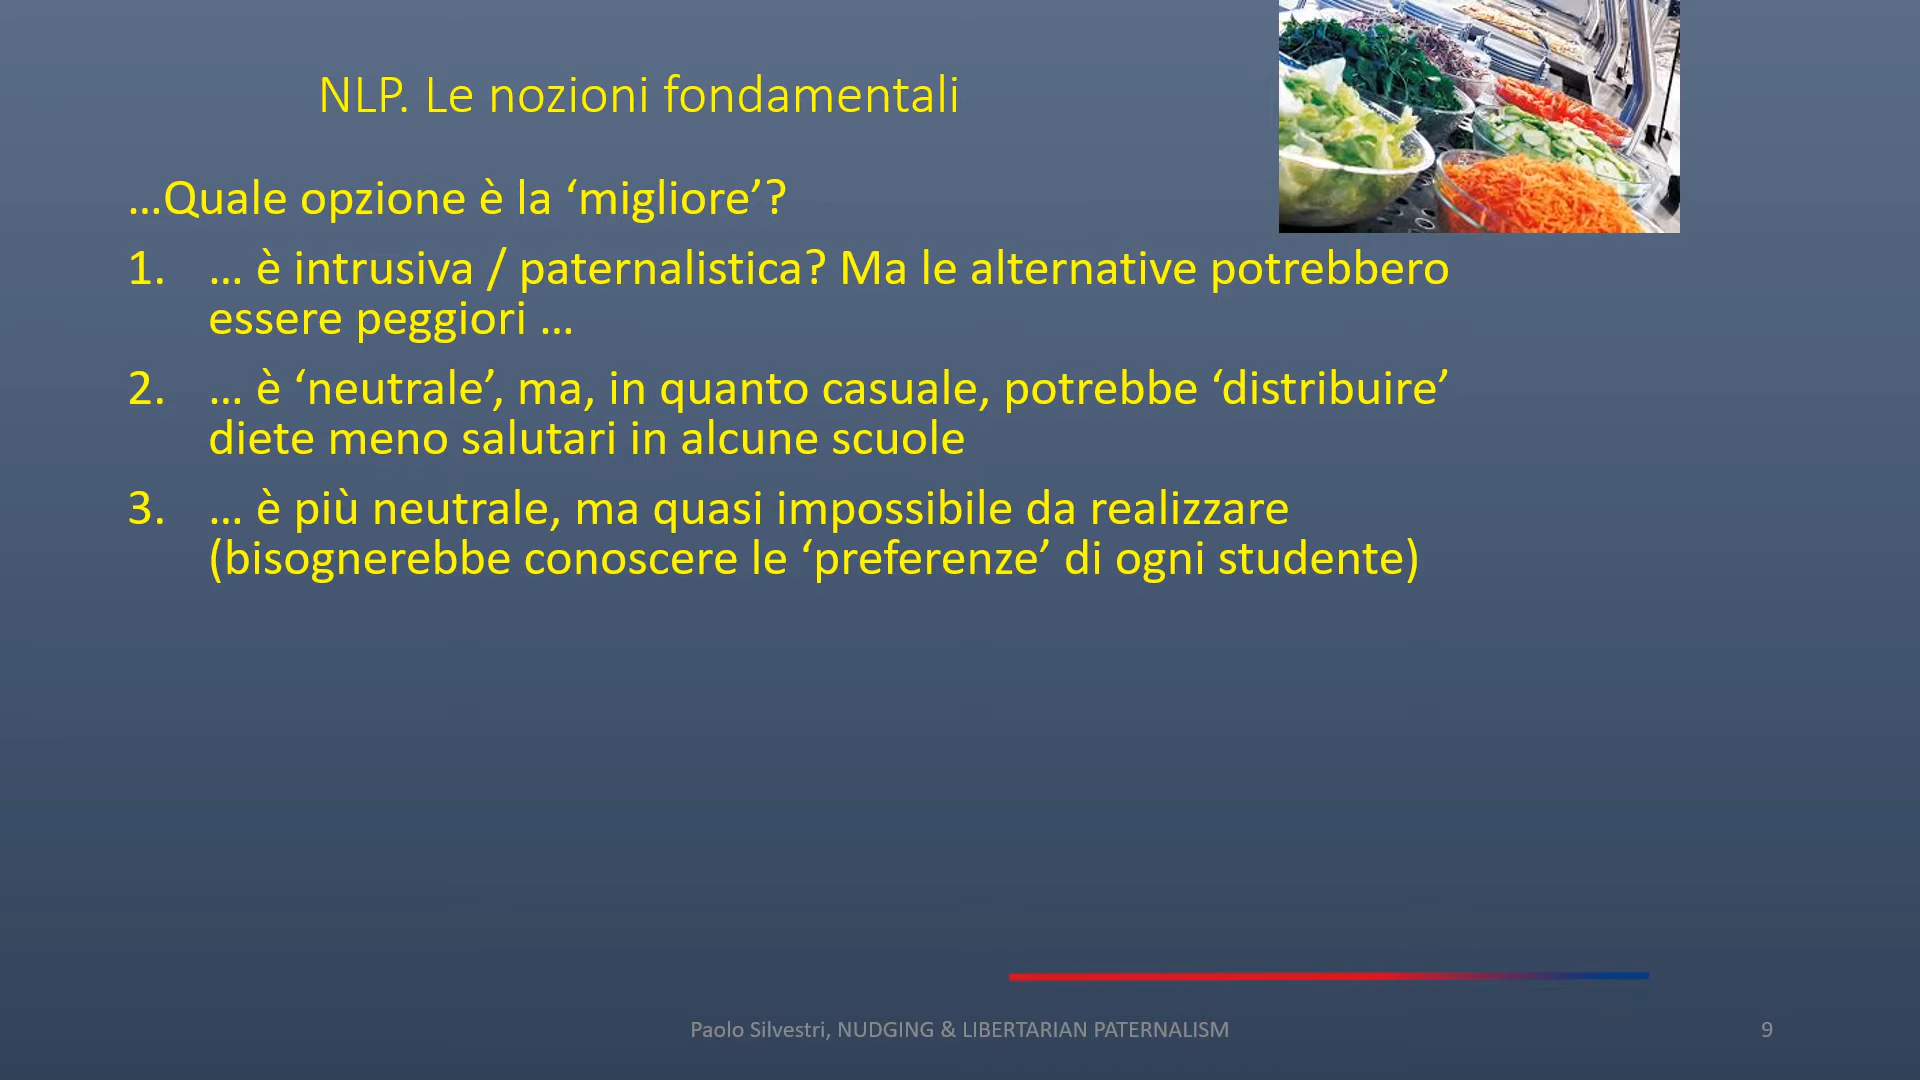 NLP. Le nozioni fondamentali
…Quale opzione è la ‘migliore’?
1. … è intrusiva / paternalistica? Ma le alternative potrebbero
essere peggiori …
2. … è ‘neutrale’, ma, in quanto casuale, potrebbe ‘distribuire’
diete meno salutari in alcune scuole
3. … è più neutrale, ma quasi impossibile da realizzare
(bisognerebbe conoscere le ‘preferenze’ di ogni studente)
Paolo Silvestri, NUDGING & LIBERTARIAN PATERNALISM
9